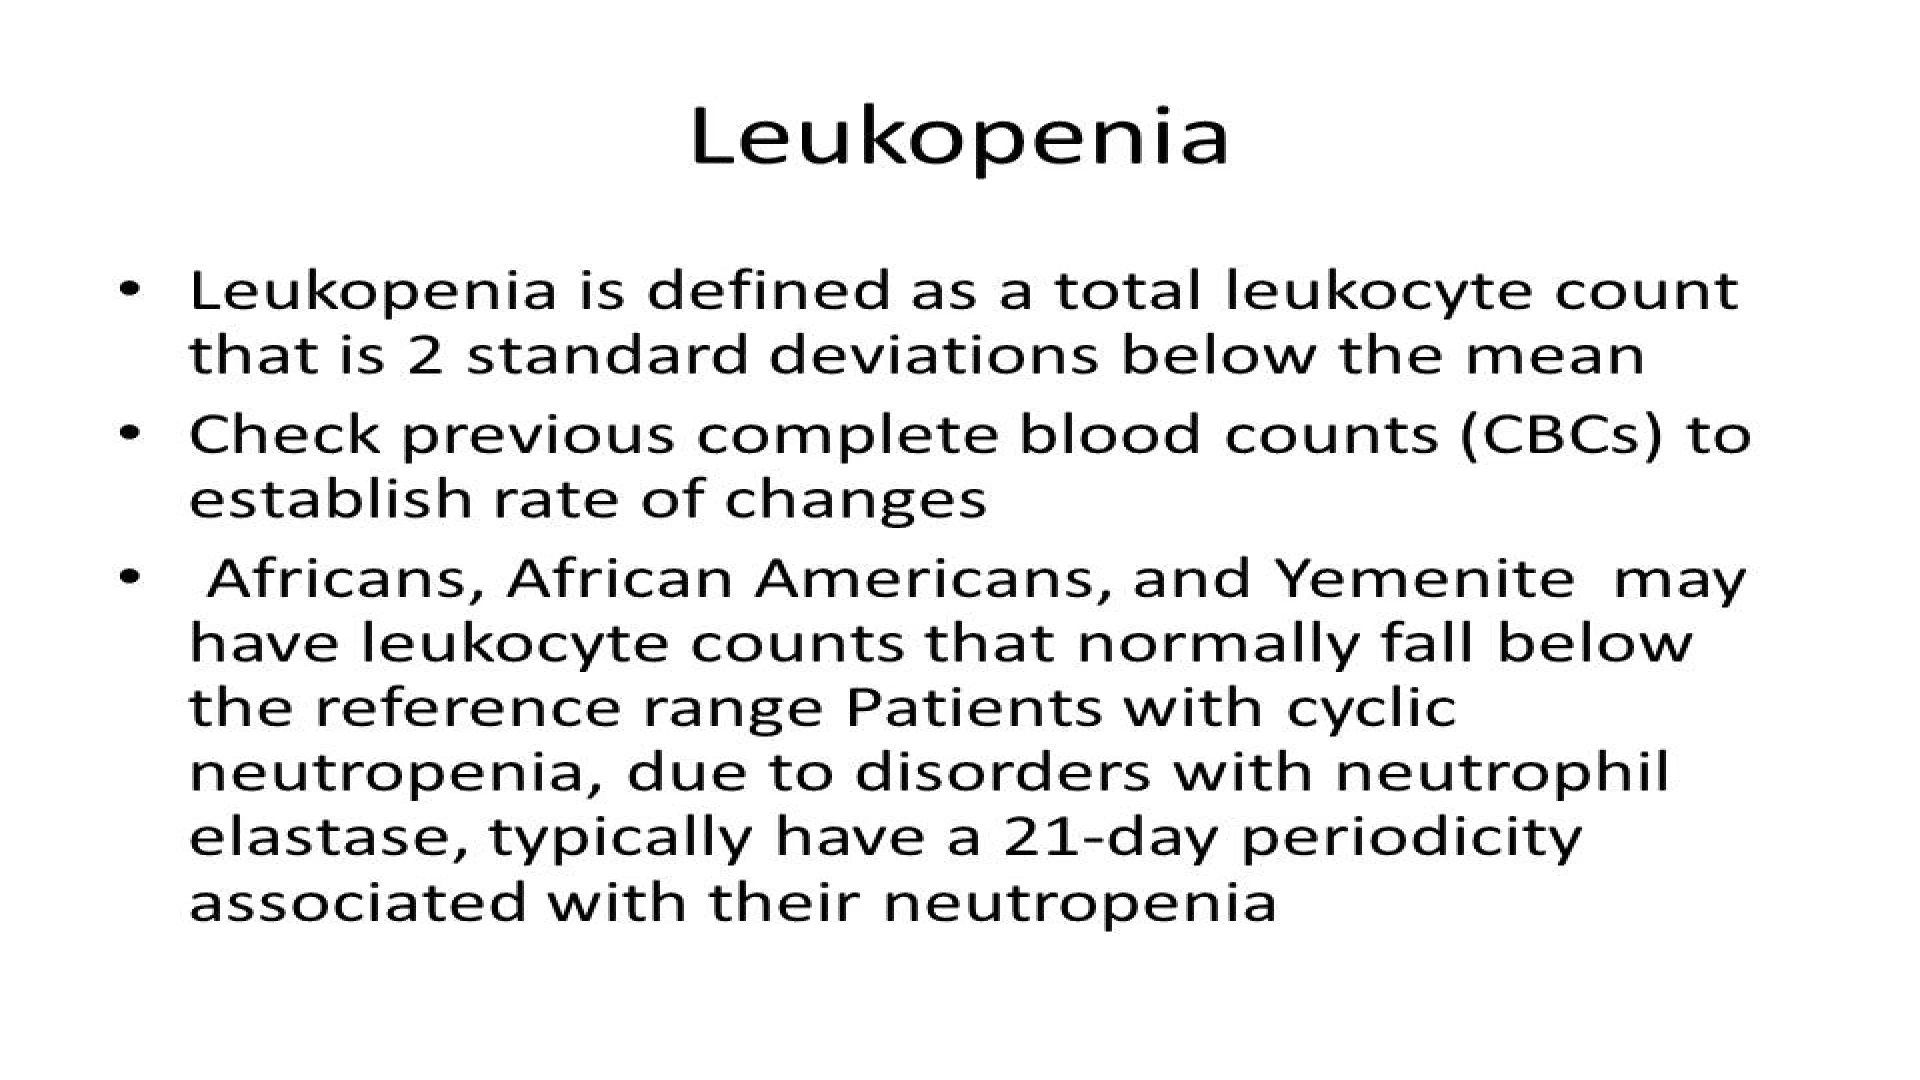 Leukopenia
• Leukopenia is defined as a total leukocyte count
that is 2 standard deviations below the mean
• Check previous complete blood counts (CBCs) to
establish rate of changes
• Africans, African Americans, and Yemenite may
have leukocyte counts that normally fall below
the reference range Patients with cyclic
neutropenia, due to disorders with neutrophil
elastase, typically have a 21-day periodicity
associated with their neutropenia